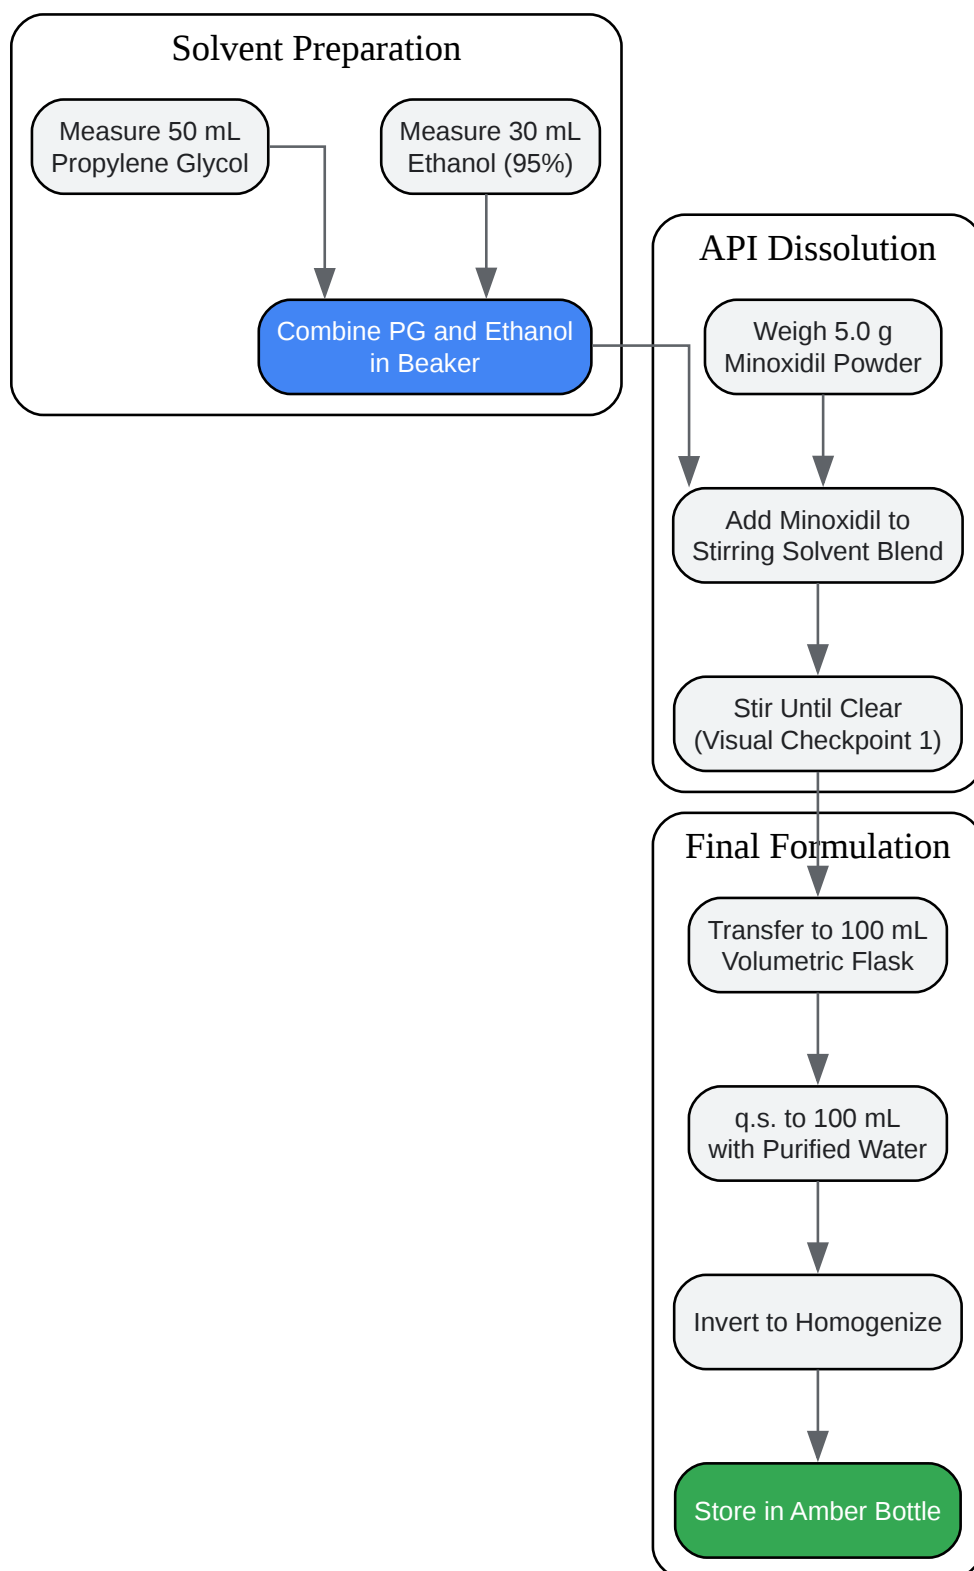 Solvent Preparation
Measure 50 mL
Propylene Glycol
Measure 30 mL
Ethanol (95%)
Combine PG and Ethanol
in Beaker
API Dissolution
Weigh 5.0 g
Minoxidil Powder
Add Minoxidil to
Stirring Solvent Blend
Stir Until Clear
(Visual Checkpoint 1)
Final Formulation
Transfer to 100 mL
Volumetric Flask
q.s. to 100 mL
with Purified Water
Invert to Homogenize
Store in Amber Bottle